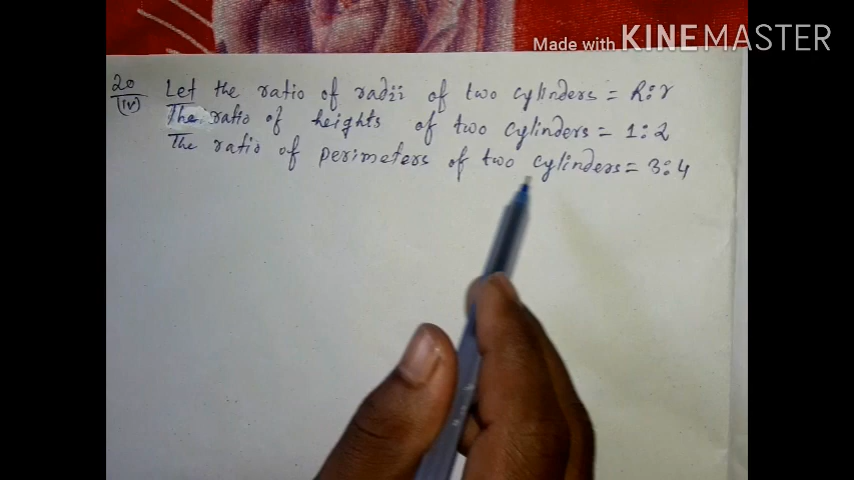 Made with KINEMASTER
20 (iv) Let the ratio of radii of two cylinders = R:r
The ratio of heights of two cylinders = 1:2
The ratio of perimeters of two cylinders = 3:4